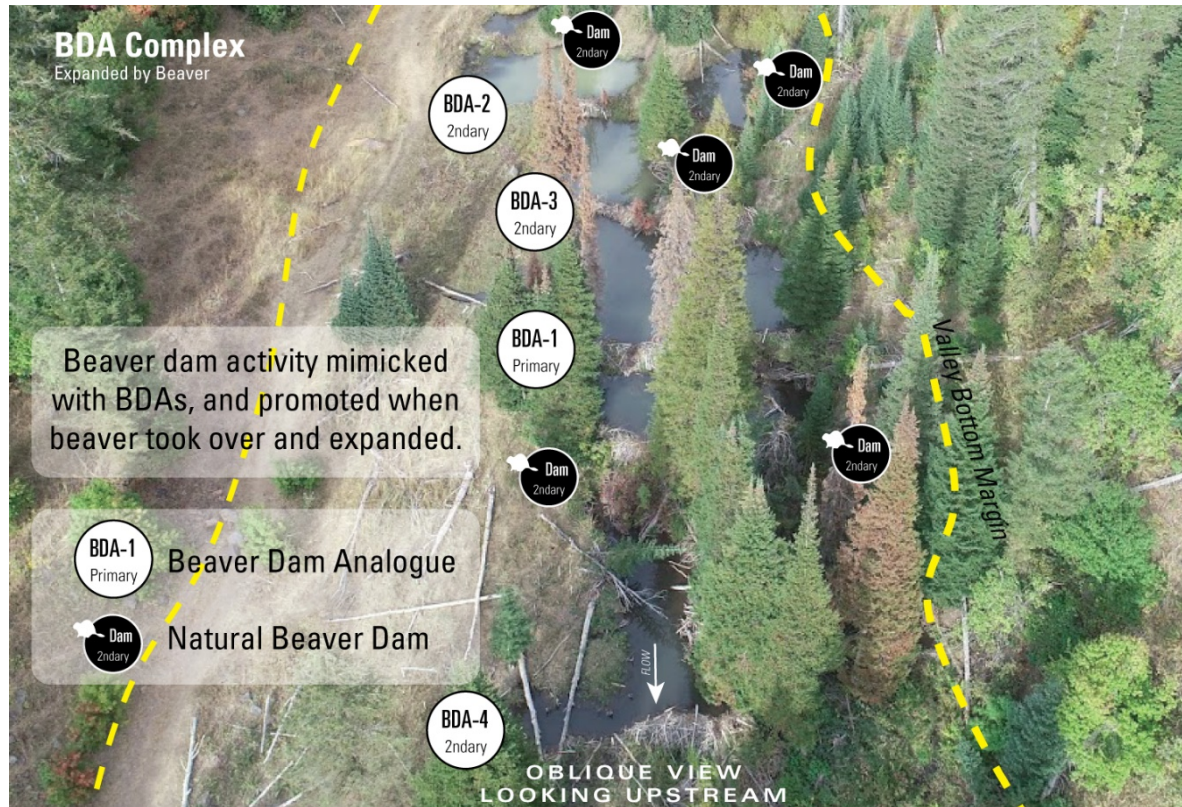 BDA Complex
Expanded by Beaver
Dam
2ndary
Dam
2ndary
BDA-2
2ndary
Dam
2ndary
BDA-3
2ndary
BDA-1
Primary
Valley Bottom Margin
Beaver dam activity mimicked
with BDAs, and promoted when
beaver took over and expanded.
Dam
2ndary
Dam
2ndary
BDA-1
Primary
Beaver Dam Analogue
Dam
2ndary
Natural Beaver Dam
FLOW
BDA-4
2ndary
OBLIQUE VIEW
LOOKING UPSTREAM